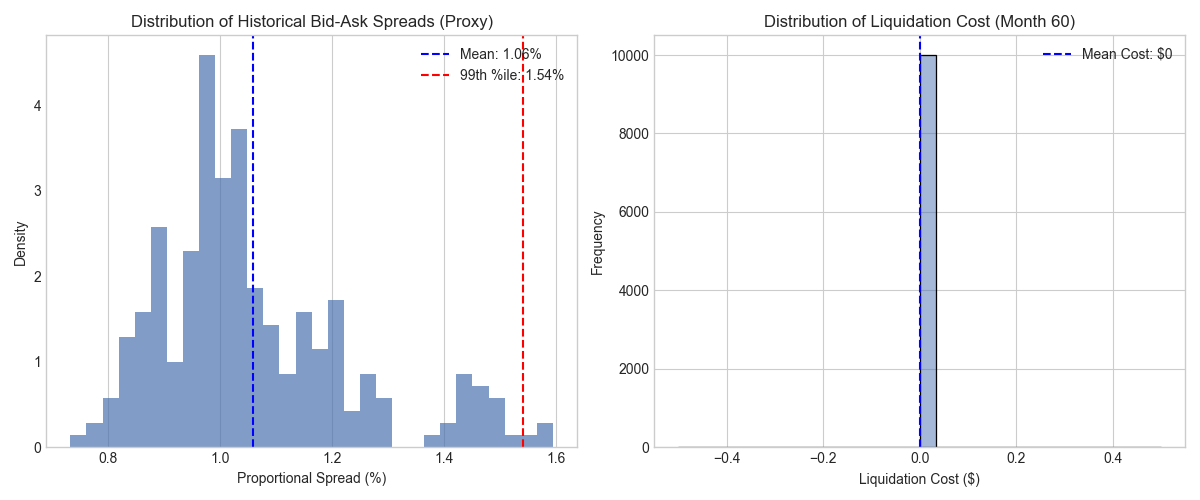 Distribution of Historical Bid-Ask Spreads (Proxy)
Mean: 1.06%
99th %ile: 1.54%
4
3
2
1
0
Density
0.8
1.0
1.2
1.4
1.6
Proportional Spread (%)
Distribution of Liquidation Cost (Month 60)
Mean Cost: $0
10000
8000
6000
4000
2000
0
Frequency
−0.4
−0.2
0.0
0.2
0.4
Liquidation Cost ($)